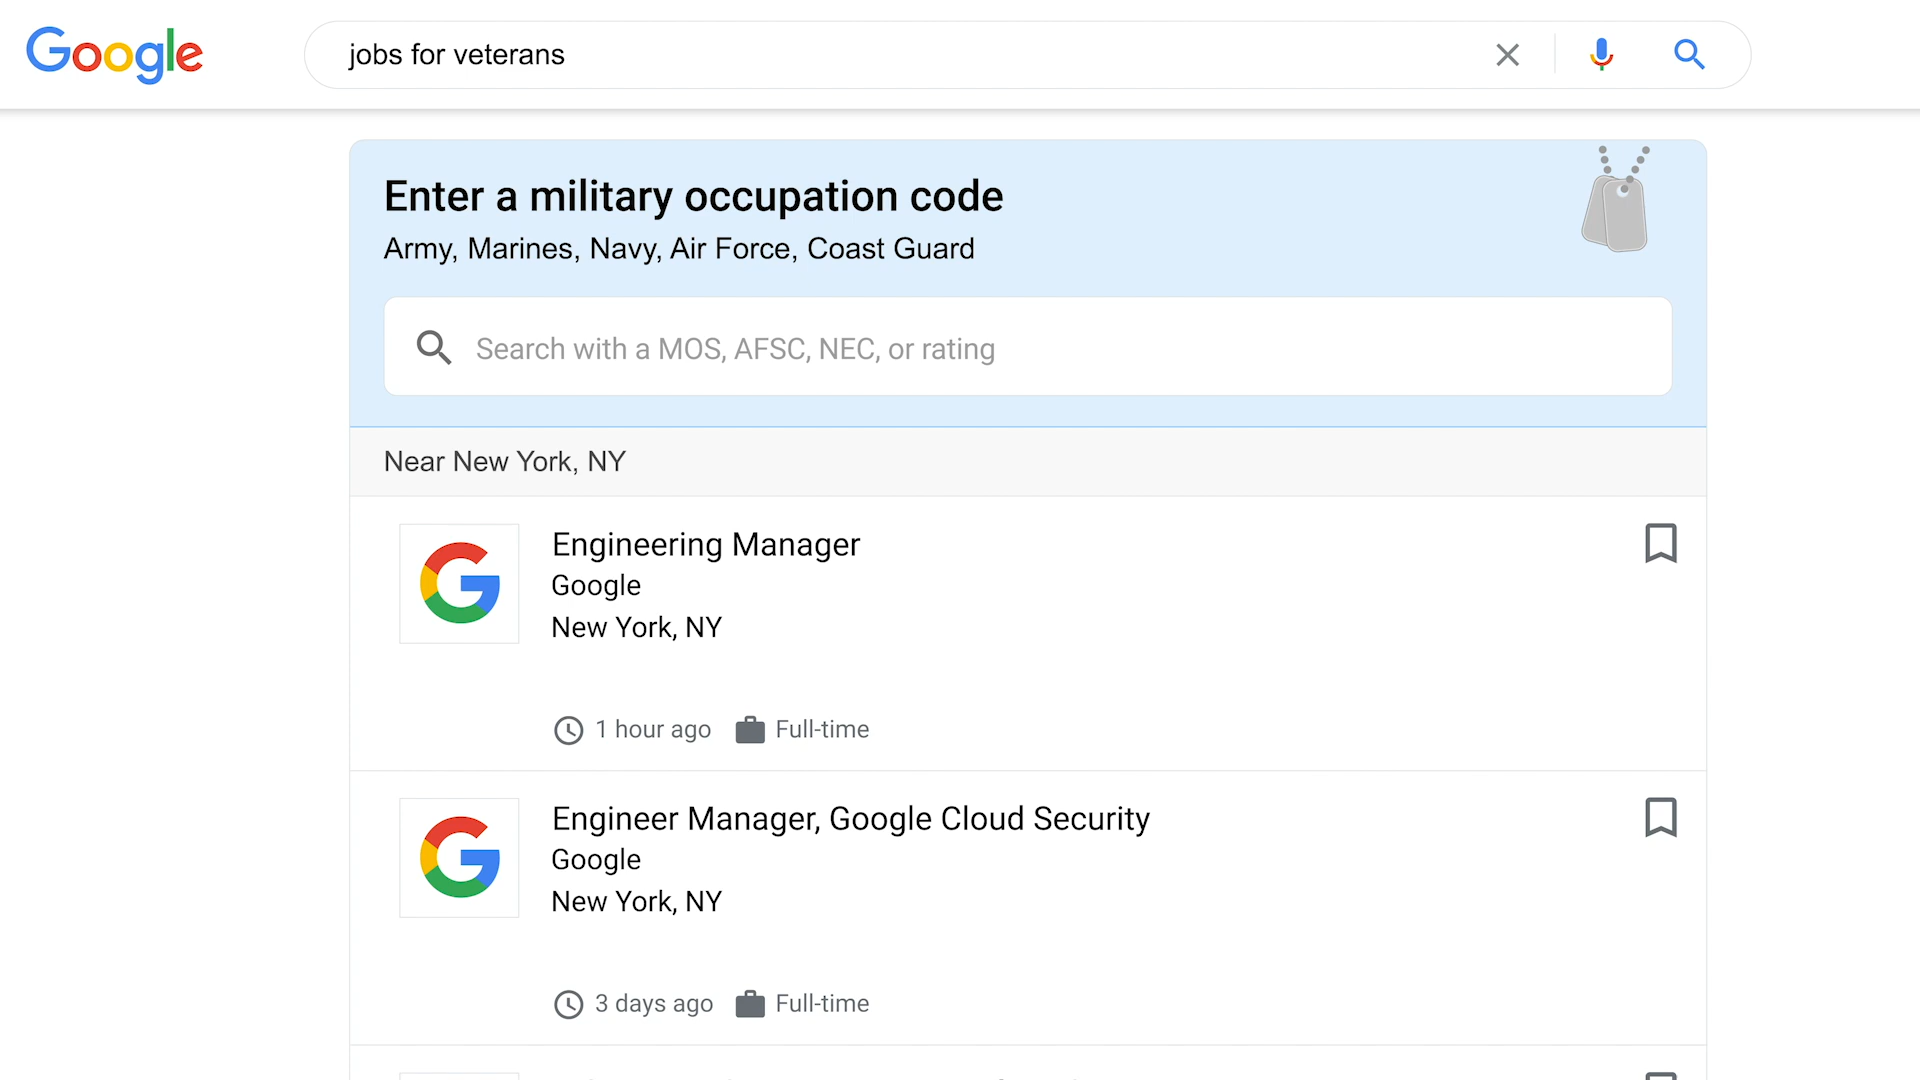 Google
jobs for veterans
Enter a military occupation code
Army, Marines, Navy, Air Force, Coast Guard
Search with a MOS, AFSC, NEC, or rating
Near New York, NY
Engineering Manager
Google
New York, NY
1 hour ago Full-time
Engineer Manager, Google Cloud Security
Google
New York, NY
3 days ago Full-time